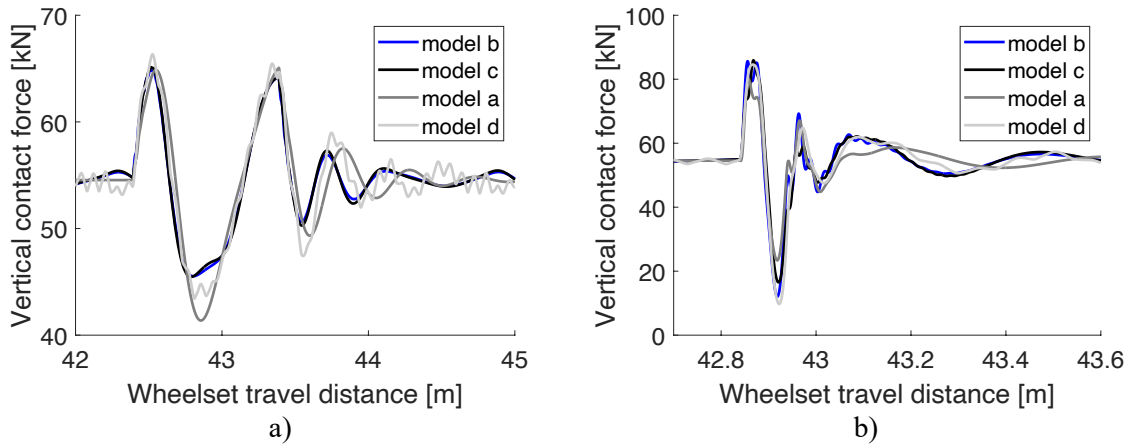 70
60
50
40
Vertical contact force [kN]
42
43
44
45
Wheelset travel distance [m]
model b
model c
model a
model d
a)
100
80
60
40
20
0
Vertical contact force [kN]
42.8
43
43.2
43.4
43.6
Wheelset travel distance [m]
model b
model c
model a
model d
b)